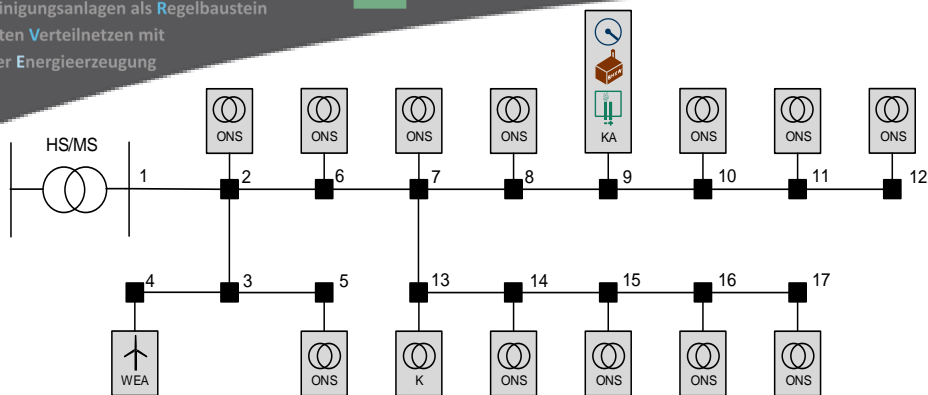 inigungsanlagen als Regelbaustein
ten Verteilnetzen mit
er Energieerzeugung
HS/MS
1
2
6
7
8
9
10
11
12
ONS
ONS
ONS
ONS
KA
ONS
ONS
ONS
4
3
5
13
14
15
16
17
WEA
ONS
K
ONS
ONS
ONS
ONS